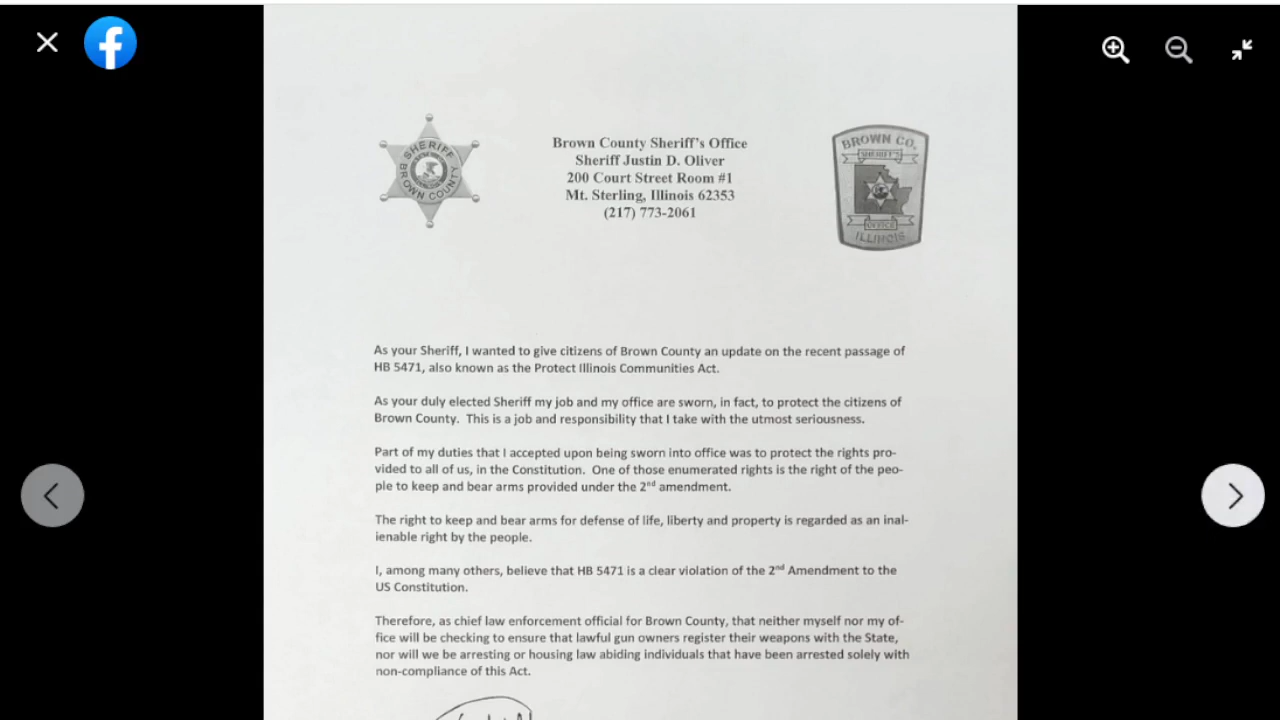 SHERIFF
BROWN COUNTY
Brown County Sheriff's Office
Sheriff Justin D. Oliver
200 Court Street Room #1
Mt. Sterling, Illinois 62353
(217) 773-2061
BROWN CO.
SHERIFF'S
OFFICE
ILLINOIS
As your Sheriff, I wanted to give citizens of Brown County an update on the recent passage of
HB 5471, also known as the Protect Illinois Communities Act.
As your duly elected Sheriff my job and my office are sworn, in fact, to protect the citizens of
Brown County. This is a job and responsibility that I take with the utmost seriousness.
Part of my duties that I accepted upon being sworn into office was to protect the rights pro-
vided to all of us, in the Constitution. One of those enumerated rights is the right of the peo-
ple to keep and bear arms provided under the 2nd amendment.
The right to keep and bear arms for defense of life, liberty and property is regarded as an inal-
ienable right by the people.
I, among many others, believe that HB 5471 is a clear violation of the 2nd Amendment to the
US Constitution.
Therefore, as chief law enforcement official for Brown County, that neither myself nor my of-
fice will be checking to ensure that lawful gun owners register their weapons with the State,
nor will we be arresting or housing law abiding individuals that have been arrested solely with
non-compliance of this Act.